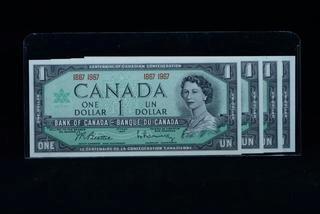 CENTENNIAL OF CANADIAN CONFEDERATION
1 1867 1967 1867 1967 1
CANADA
ONE 1 UN
DOLLAR DOLLAR
BANK OF CANADA - BANQUE DU CANADA
ONE LE CENTENAIRE DE LA CONFÉDÉRATION CANADIENNE UN